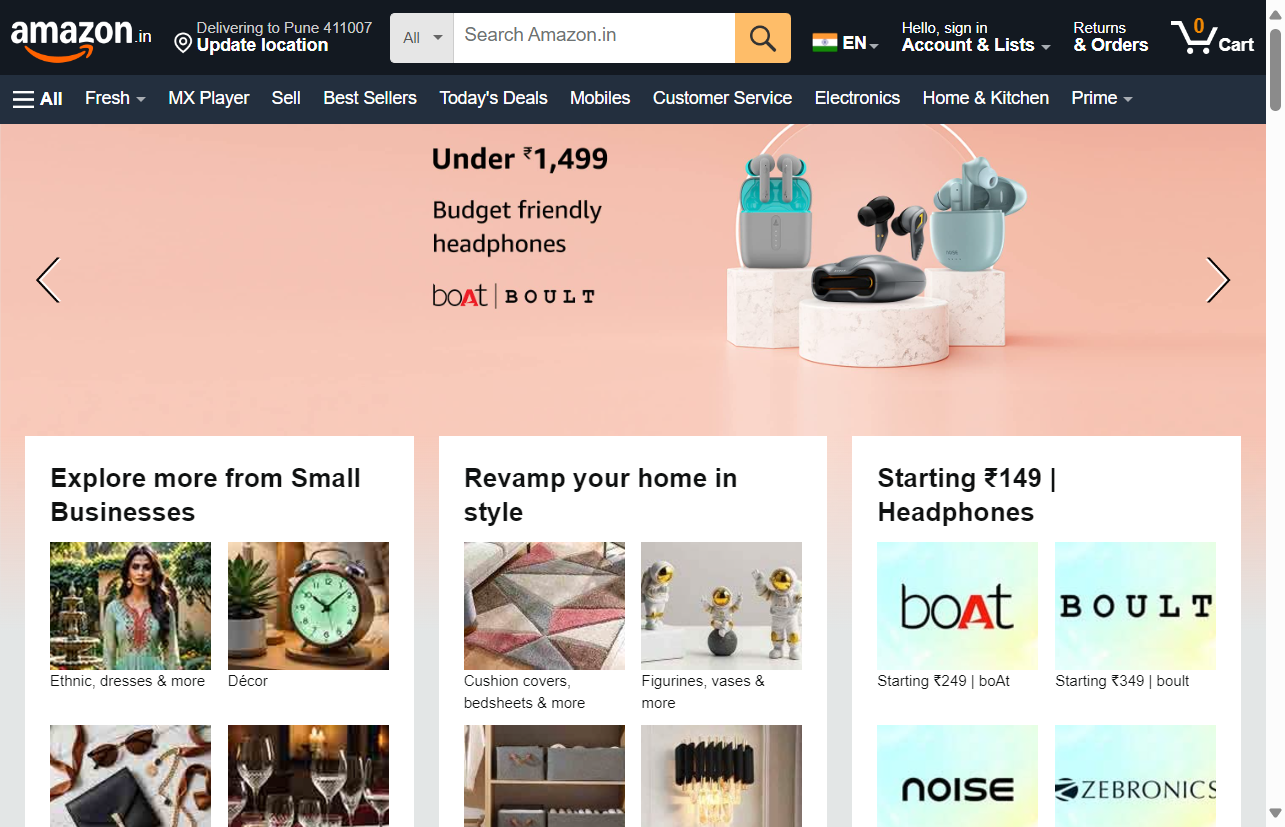 amazon.in
Delivering to Pune 411007
Update location
All
Search Amazon.in
EN
Hello, sign in
Account & Lists
Returns
& Orders
0
Cart
All
Fresh
MX Player
Sell
Best Sellers
Today's Deals
Mobiles
Customer Service
Electronics
Home & Kitchen
Prime
Under ₹1,499
Budget friendly
headphones
boAt | BOULT
Explore more from Small
Businesses
Ethnic, dresses & more
Décor
Revamp your home in
style
Cushion covers,
bedsheets & more
Figurines, vases &
more
Starting ₹149 |
Headphones
boAt
BOULT
Starting ₹249 | boAt
Starting ₹349 | boult
NOISE
ZEBRONICS